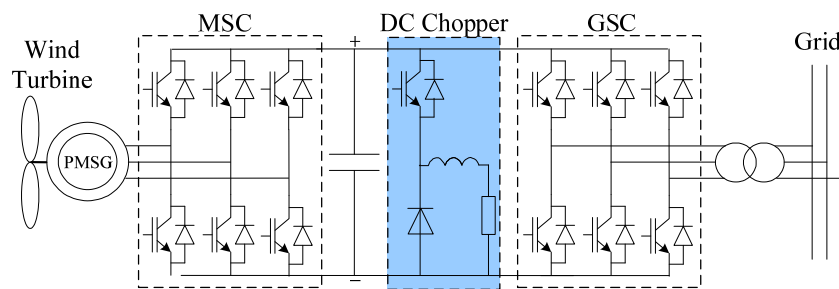 MSC
DC Chopper
GSC
Wind
Turbine
Grid
+
PMSG
−